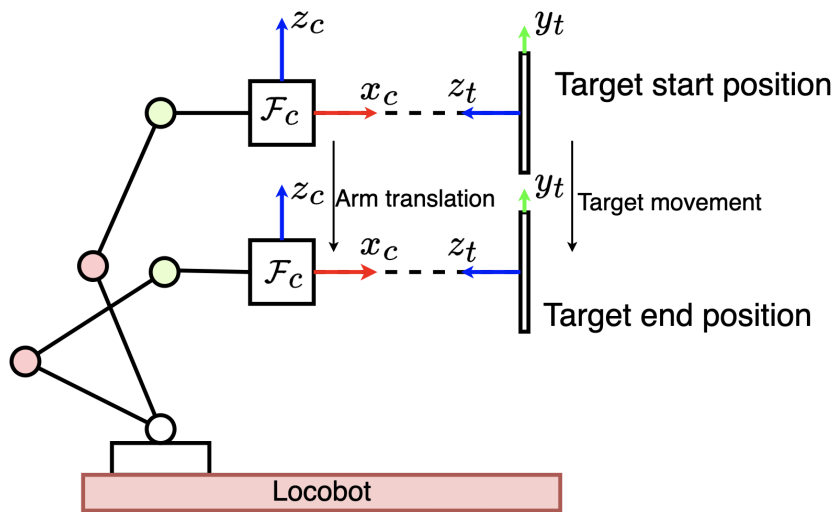 z_c
y_t
F_c
x_c
z_t
Target start position
z_c
Arm translation
y_t
Target movement
F_c
x_c
z_t
Target end position
Locobot